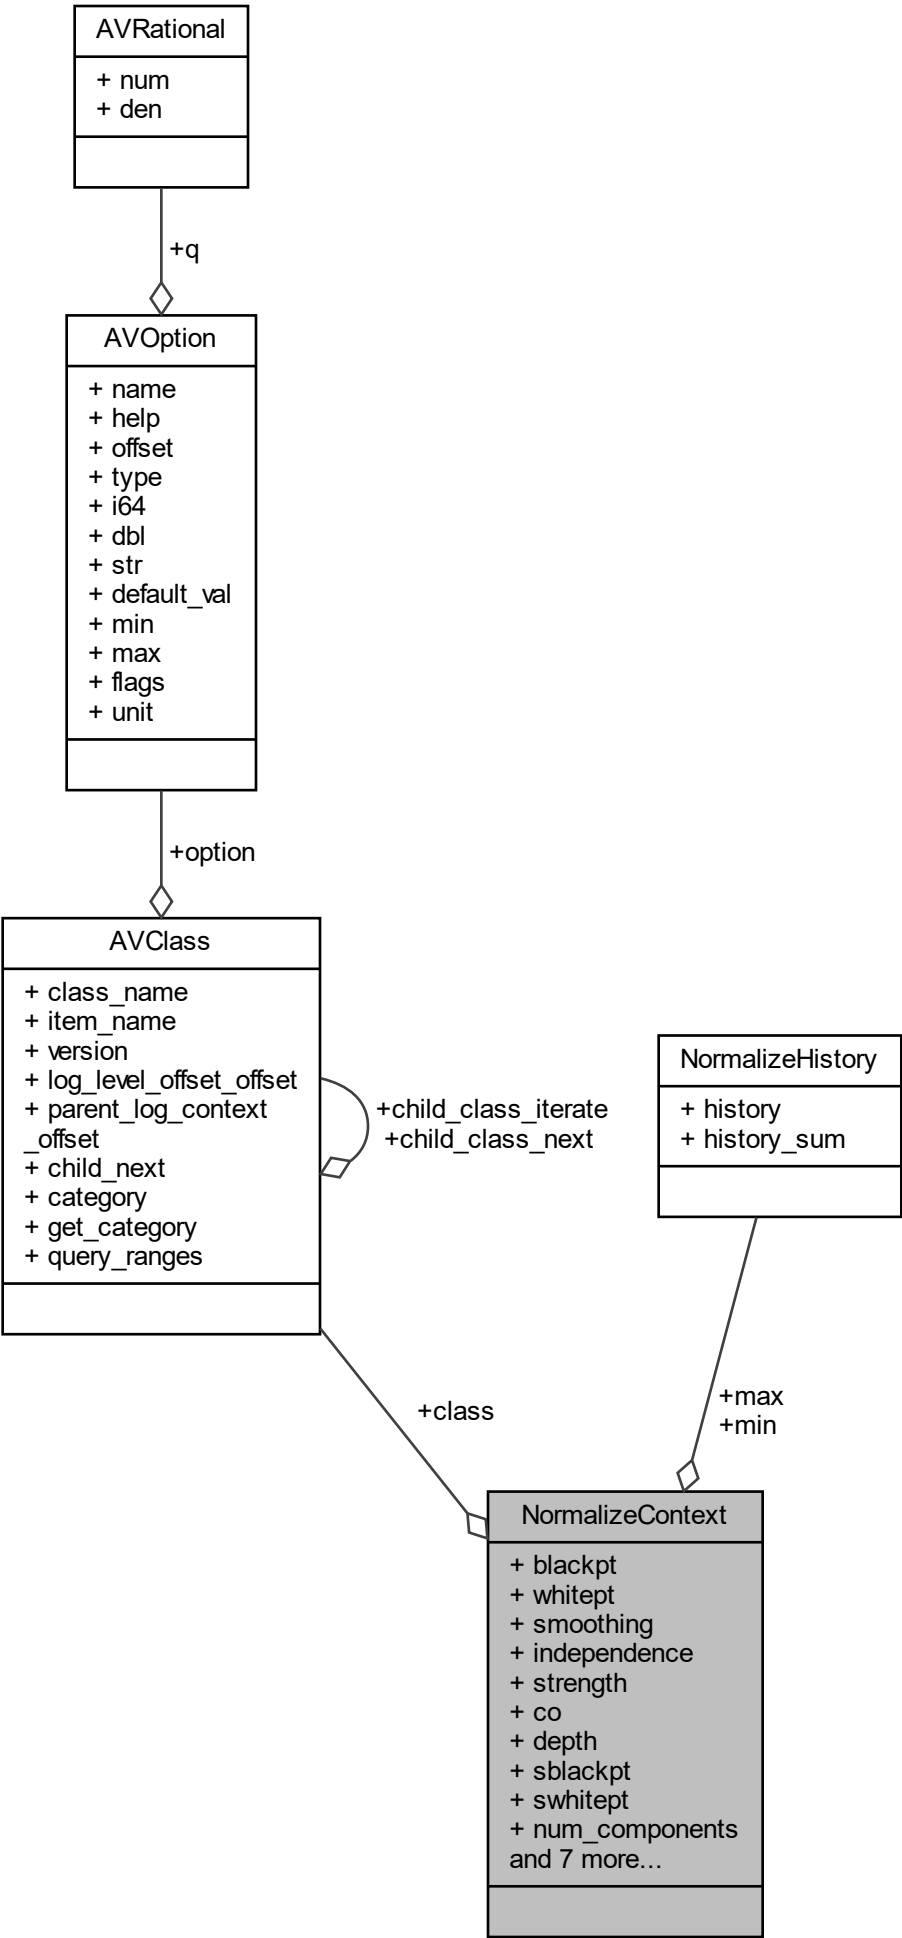 AVRational
+ num
+ den
+q
AVOption
+ name
+ help
+ offset
+ type
+ i64
+ dbl
+ str
+ default_val
+ min
+ max
+ flags
+ unit
+option
AVClass
+ class_name
+ item_name
+ version
+ log_level_offset_offset
+ parent_log_context
_offset
+ child_next
+ category
+ get_category
+ query_ranges
+child_class_iterate
+child_class_next
NormalizeHistory
+ history
+ history_sum
+class
+max
+min
NormalizeContext
+ blackpt
+ whitept
+ smoothing
+ independence
+ strength
+ co
+ depth
+ sblackpt
+ swhitept
+ num_components
and 7 more...